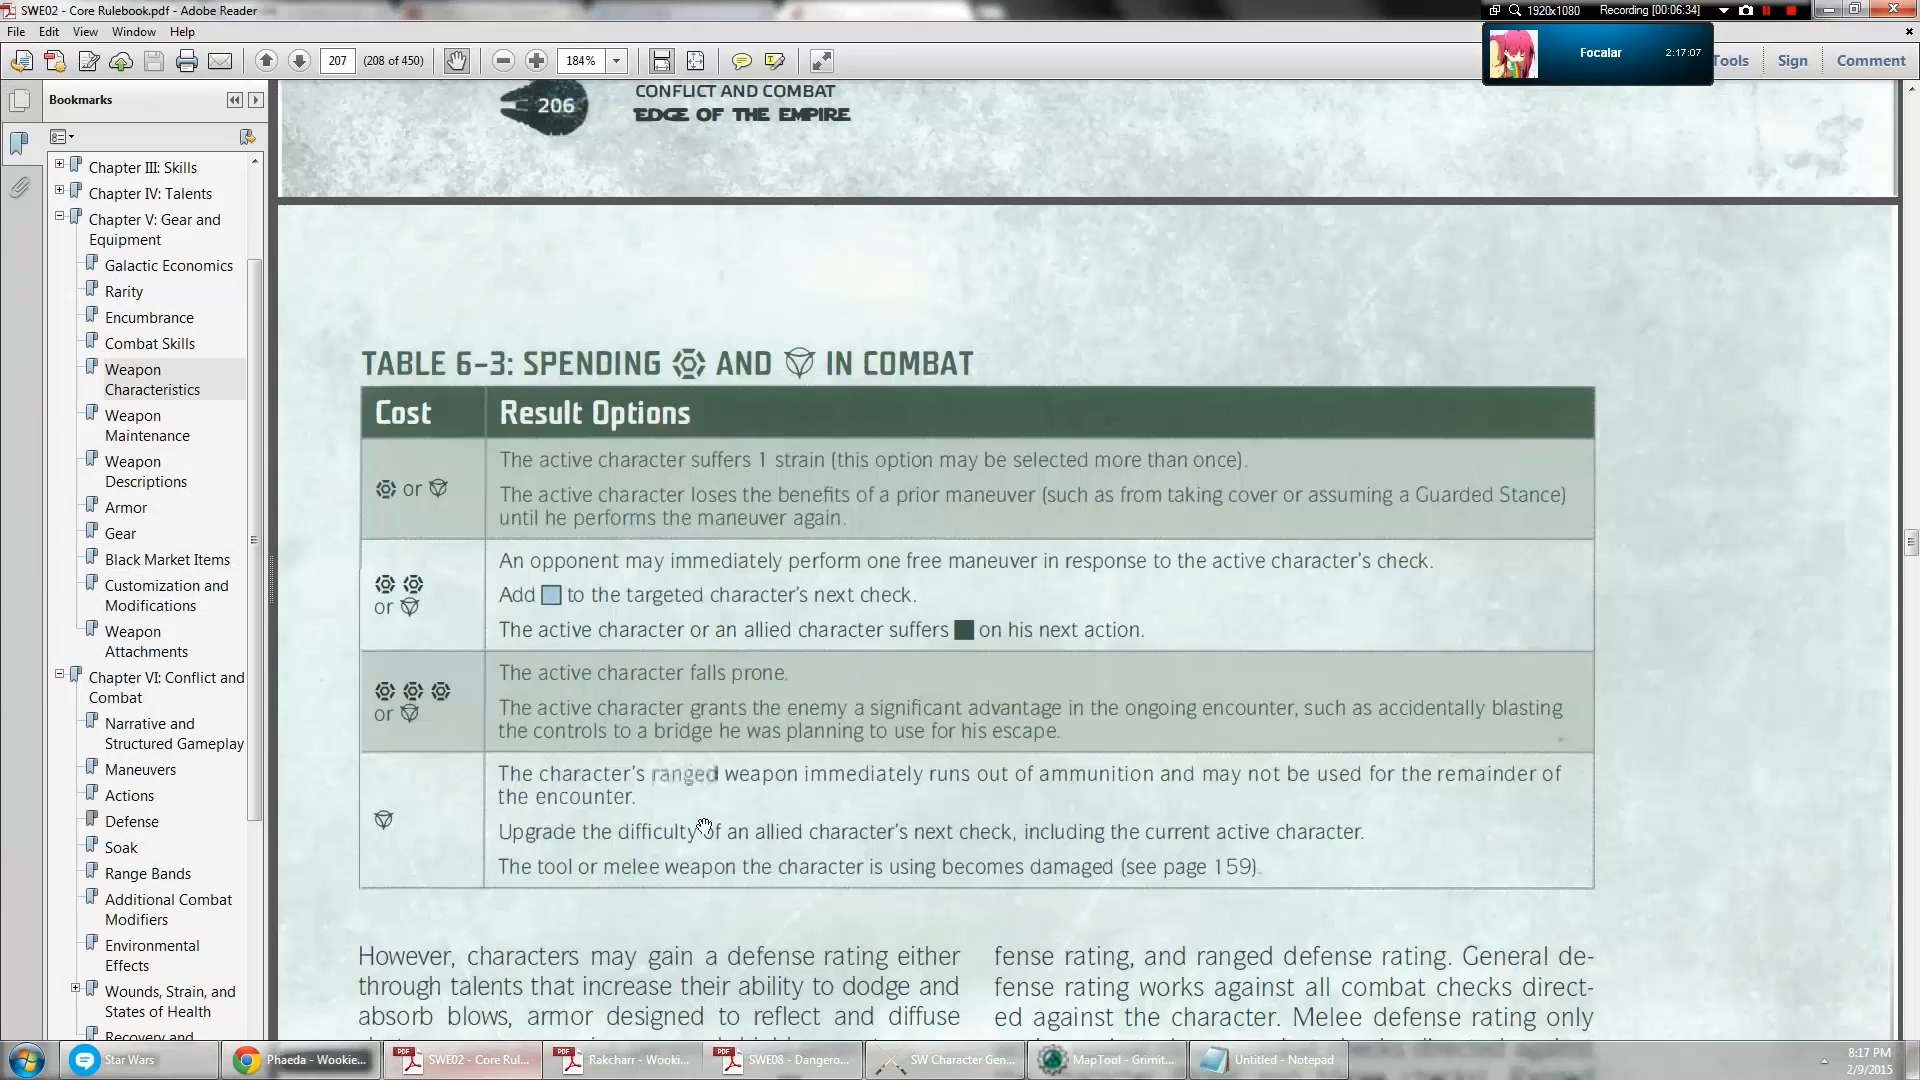 SWE02 - Core Rulebook.pdf - Adobe Reader
1920x1080 Recording [00:06:34]
File Edit View Window Help
207 (208 of 450) 184% Tools Sign Comment
Focalar 2:17:07
Bookmarks
Chapter III: Skills
Chapter IV: Talents
Chapter V: Gear and
Equipment
Galactic Economics
Rarity
Encumbrance
Combat Skills
Weapon
Characteristics
Weapon
Maintenance
Weapon
Descriptions
Armor
Gear
Black Market Items
Customization and
Modifications
Weapon
Attachments
Chapter VI: Conflict and
Combat
Narrative and
Structured Gameplay
Maneuvers
Actions
Defense
Soak
Range Bands
Additional Combat
Modifiers
Environmental
Effects
Wounds, Strain, and
States of Health
Recovery and
206
CONFLICT AND COMBAT
EDGE OF THE EMPIRE
TABLE 6-3: SPENDING AND IN COMBAT
Cost Result Options
or
The active character suffers 1 strain (this option may be selected more than once).
The active character loses the benefits of a prior maneuver (such as from taking cover or assuming a Guarded Stance)
until he performs the maneuver again.
or
An opponent may immediately perform one free maneuver in response to the active character's check.
Add to the targeted character's next check.
The active character or an allied character suffers on his next action.
or
The active character falls prone.
The active character grants the enemy a significant advantage in the ongoing encounter, such as accidentally blasting
the controls to a bridge he was planning to use for his escape.
The character's ranged weapon immediately runs out of ammunition and may not be used for the remainder of
the encounter.
Upgrade the difficulty of an allied character's next check, including the current active character.
The tool or melee weapon the character is using becomes damaged (see page 159).
However, characters may gain a defense rating either
through talents that increase their ability to dodge and
absorb blows, armor designed to reflect and diffuse
fense rating, and ranged defense rating. General de-
fense rating works against all combat checks direct-
ed against the character. Melee defense rating only
Star Wars
Phaeda - Wookie...
SWE02 - Core Rul...
Rakcharr - Wooki...
SWE08 - Dangero...
SW Character Gen...
MapTool - Grimit...
Untitled - Notepad
8:17 PM
2/9/2015